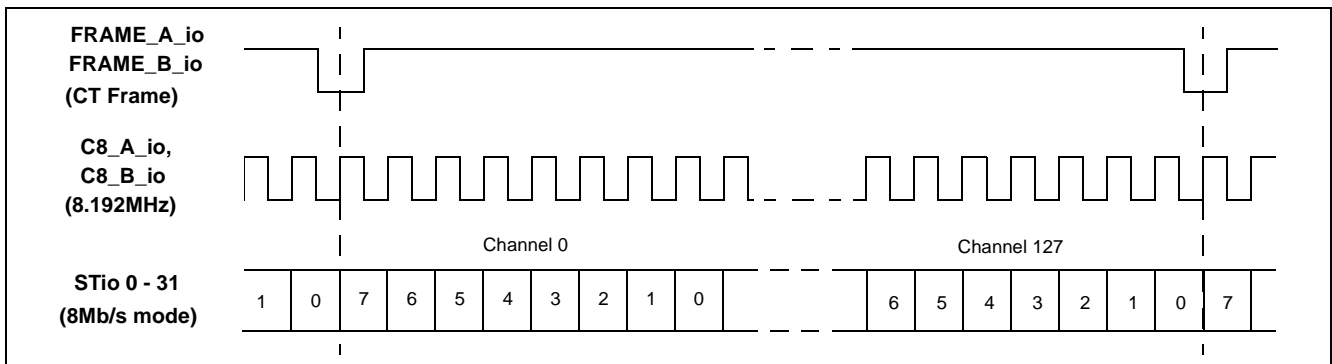 FRAME_A_io
FRAME_B_io
(CT Frame)
C8_A_io,
C8_B_io
(8.192MHz)
Channel 0
Channel 127
STio 0 - 31
(8Mb/s mode)
1 0 7 6 5 4 3 2 1 0 6 5 4 3 2 1 0 7